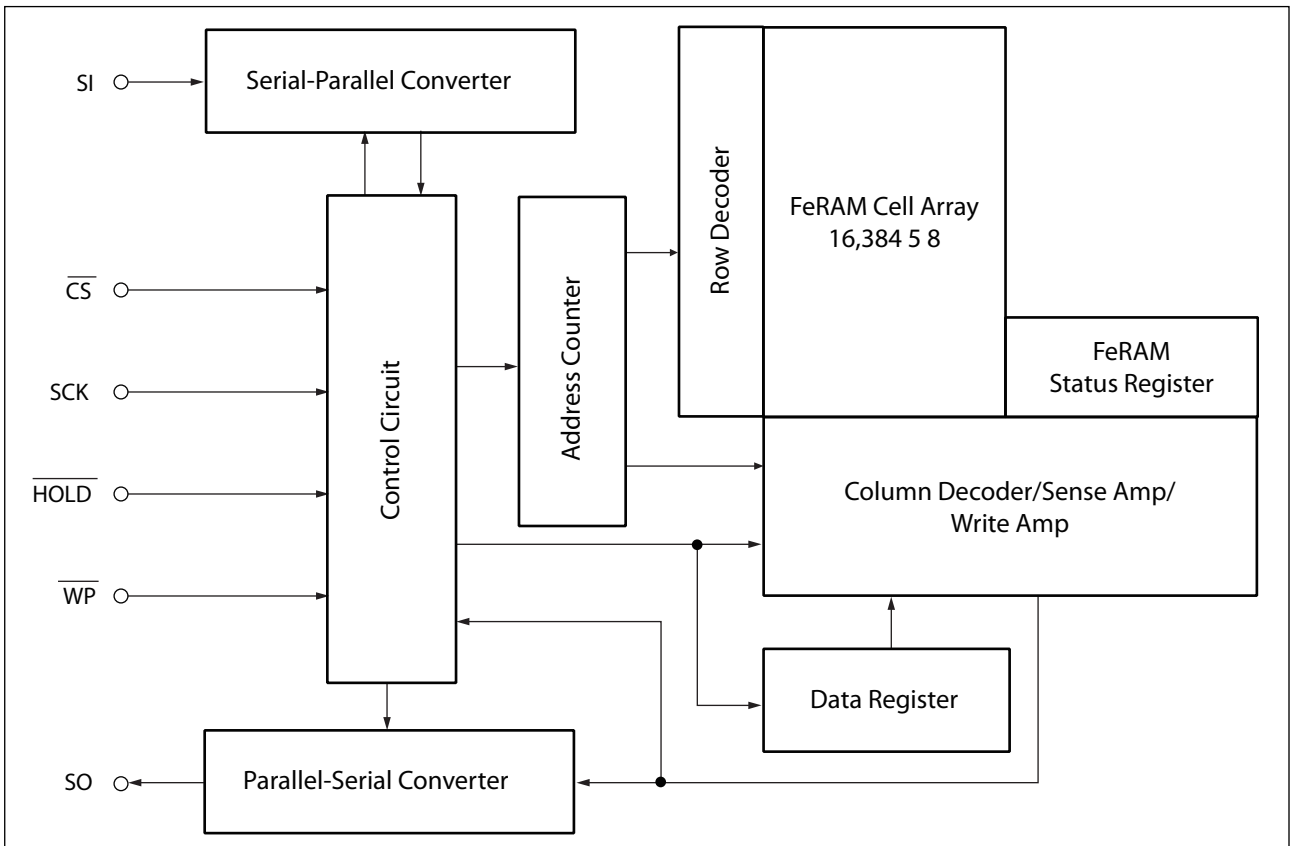 SI
Serial-Parallel Converter
CS
SCK
HOLD
WP
Control Circuit
Address Counter
Row Decoder
FeRAM Cell Array
16,384 5 8
FeRAM
Status Register
Column Decoder/Sense Amp/
Write Amp
Data Register
SO
Parallel-Serial Converter